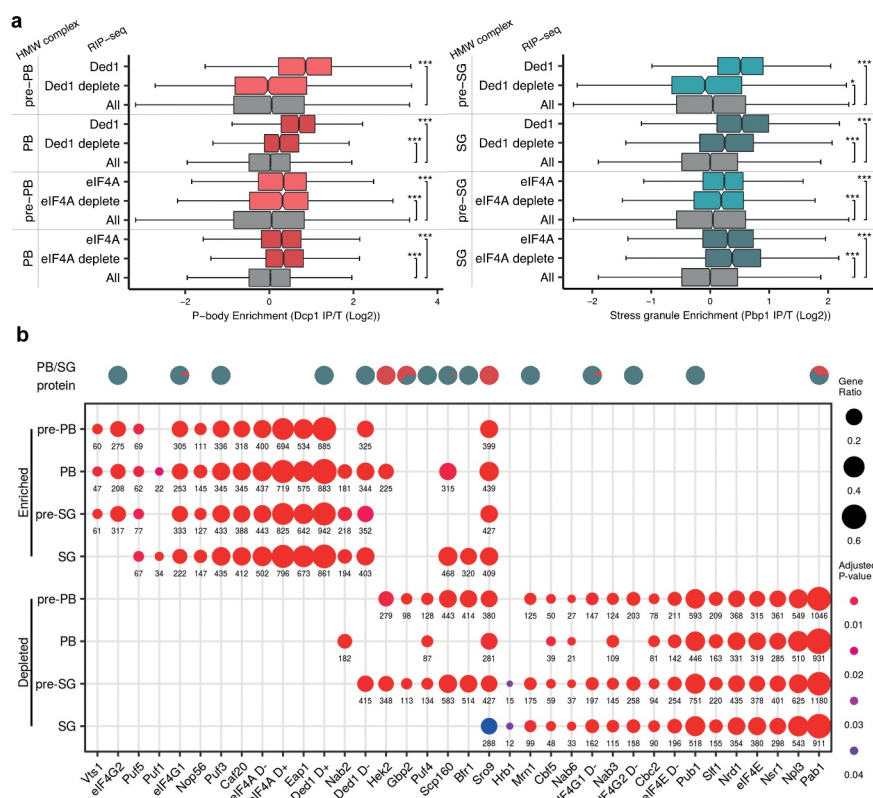 a
HMW complex
RIP-seq
pre-PB
Ded1
Ded1 deplete
All
PB
Ded1
Ded1 deplete
All
pre-PB
eIF4A
eIF4A deplete
All
PB
eIF4A
eIF4A deplete
All
***
***
***
***
***
***
***
-2 0 2 4
P-body Enrichment (Dcp1 IP/T (Log2))
HMW complex
RIP-seq
pre-SG
Ded1
Ded1 deplete
All
SG
Ded1
Ded1 deplete
All
pre-SG
eIF4A
eIF4A deplete
All
SG
eIF4A
eIF4A deplete
All
***
*
***
***
***
***
***
***
-2 -1 0 1 2
Stress granule Enrichment (Pbp1 IP/T (Log2))
b
PB/SG
protein
Enriched
pre-PB
60 275 69 305 111 336 318 400 694 534 885 325 399
PB
47 208 62 22 253 145 345 345 437 719 575 883 181 344 225 315 439
pre-SG
61 317 77 333 127 433 388 443 825 642 942 218 352 427
SG
67 34 222 147 435 412 502 796 673 861 194 403 468 320 409
Depleted
pre-PB
279 98 128 443 414 380 125 50 27 147 124 203 78 211 593 209 368 315 361 549 1046
PB
182 87 281 39 21 109 81 142 446 163 331 319 285 510 931
pre-SG
415 348 113 134 583 514 427 15 175 59 37 197 145 258 94 254 751 220 435 378 401 625 1180
SG
288 12 99 48 33 162 115 158 90 196 518 155 354 380 298 543 911
Vts1
eIF4G2
Puf5
Puf1
eIF4G1
Nop56
Puf3
Caf20
eIF4A D-
IF4A D+
Eap1
Ded1 D+
Nab2
Ded1 D-
Hek2
Gbp2
Puf4
Scp160
Bfr1
Sro9
Hrb1
Mrn1
Cbf5
Nab6
IF4G1 D-
Nab3
IF4G2 D-
Cbc2
eIF4E D-
Pub1
Slf1
Nrd1
eIF4E
Nsr1
Npl3
Pab1
Gene
Ratio
0.2
0.4
0.6
Adjusted
P-value
0.01
0.02
0.03
0.04